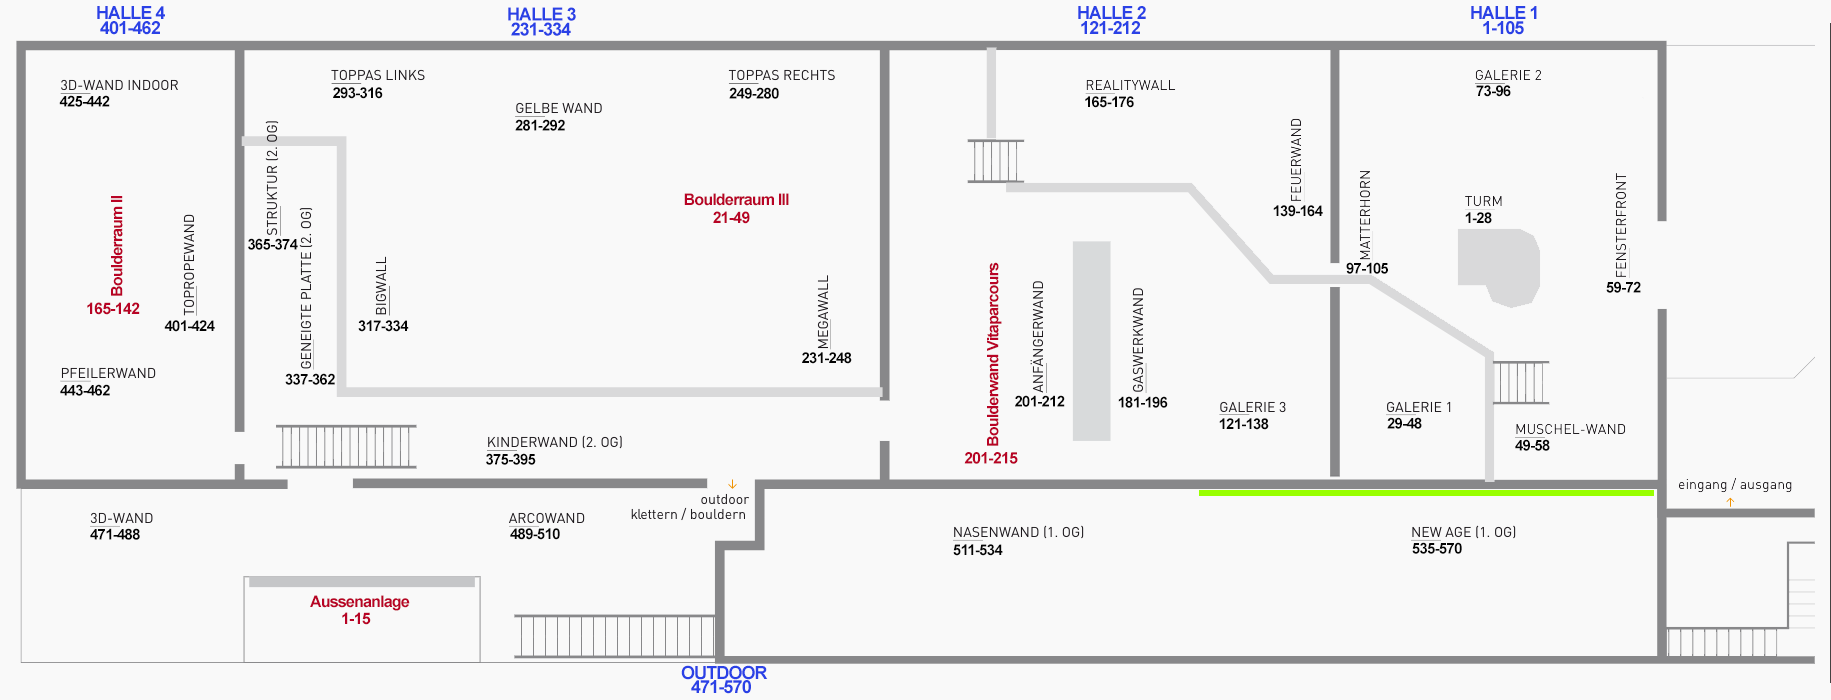 HALLE 4
401-462
HALLE 3
231-334
HALLE 2
121-212
HALLE 1
1-105
3D-WAND INDOOR
425-442
Boulderraum II
165-142
TOPROPEWAND
401-424
PFEILERWAND
443-462
TOPPAS LINKS
293-316
GELBE WAND
281-292
TOPPAS RECHTS
249-280
STRUKTUR (2. OG)
365-374
GENEIGTE PLATTE (2. OG)
337-362
BIGWALL
317-334
Boulderraum III
21-49
MEGAWALL
231-248
KINDERWAND (2. OG)
375-395
REALITYWALL
165-176
FEUERWAND
139-164
Boulderwand Vitaparcours
201-215
ANFÄNGERWAND
201-212
GASWERKWAND
181-196
GALERIE 3
121-138
GALERIE 2
73-96
MATTERHORN
97-105
TURM
1-28
FENSTERFRONT
59-72
GALERIE 1
29-48
MUSCHEL-WAND
49-58
eingang / ausgang
outdoor
klettern / bouldern
3D-WAND
471-488
ARCOWAND
489-510
NASENWAND (1. OG)
511-534
NEW AGE (1. OG)
535-570
Aussenanlage
1-15
OUTDOOR
471-570